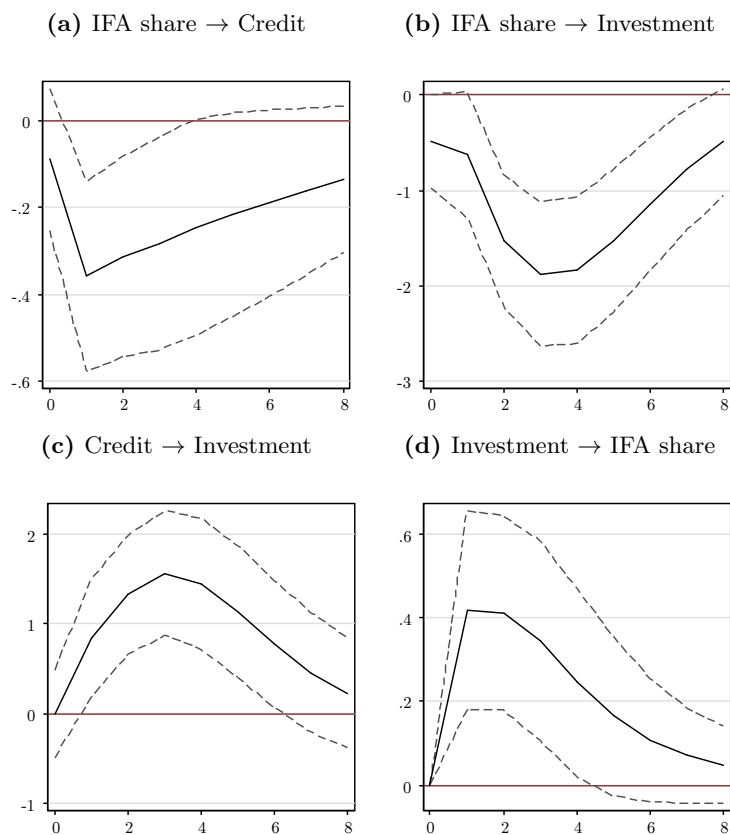 (a) IFA share → Credit
(b) IFA share → Investment
0
-.2
-.4
-.6
0 2 4 6 8
0
-1
-2
-3
0 2 4 6 8
(c) Credit → Investment
(d) Investment → IFA share
2
1
0
-1
0 2 4 6 8
.6
.4
.2
0
0 2 4 6 8